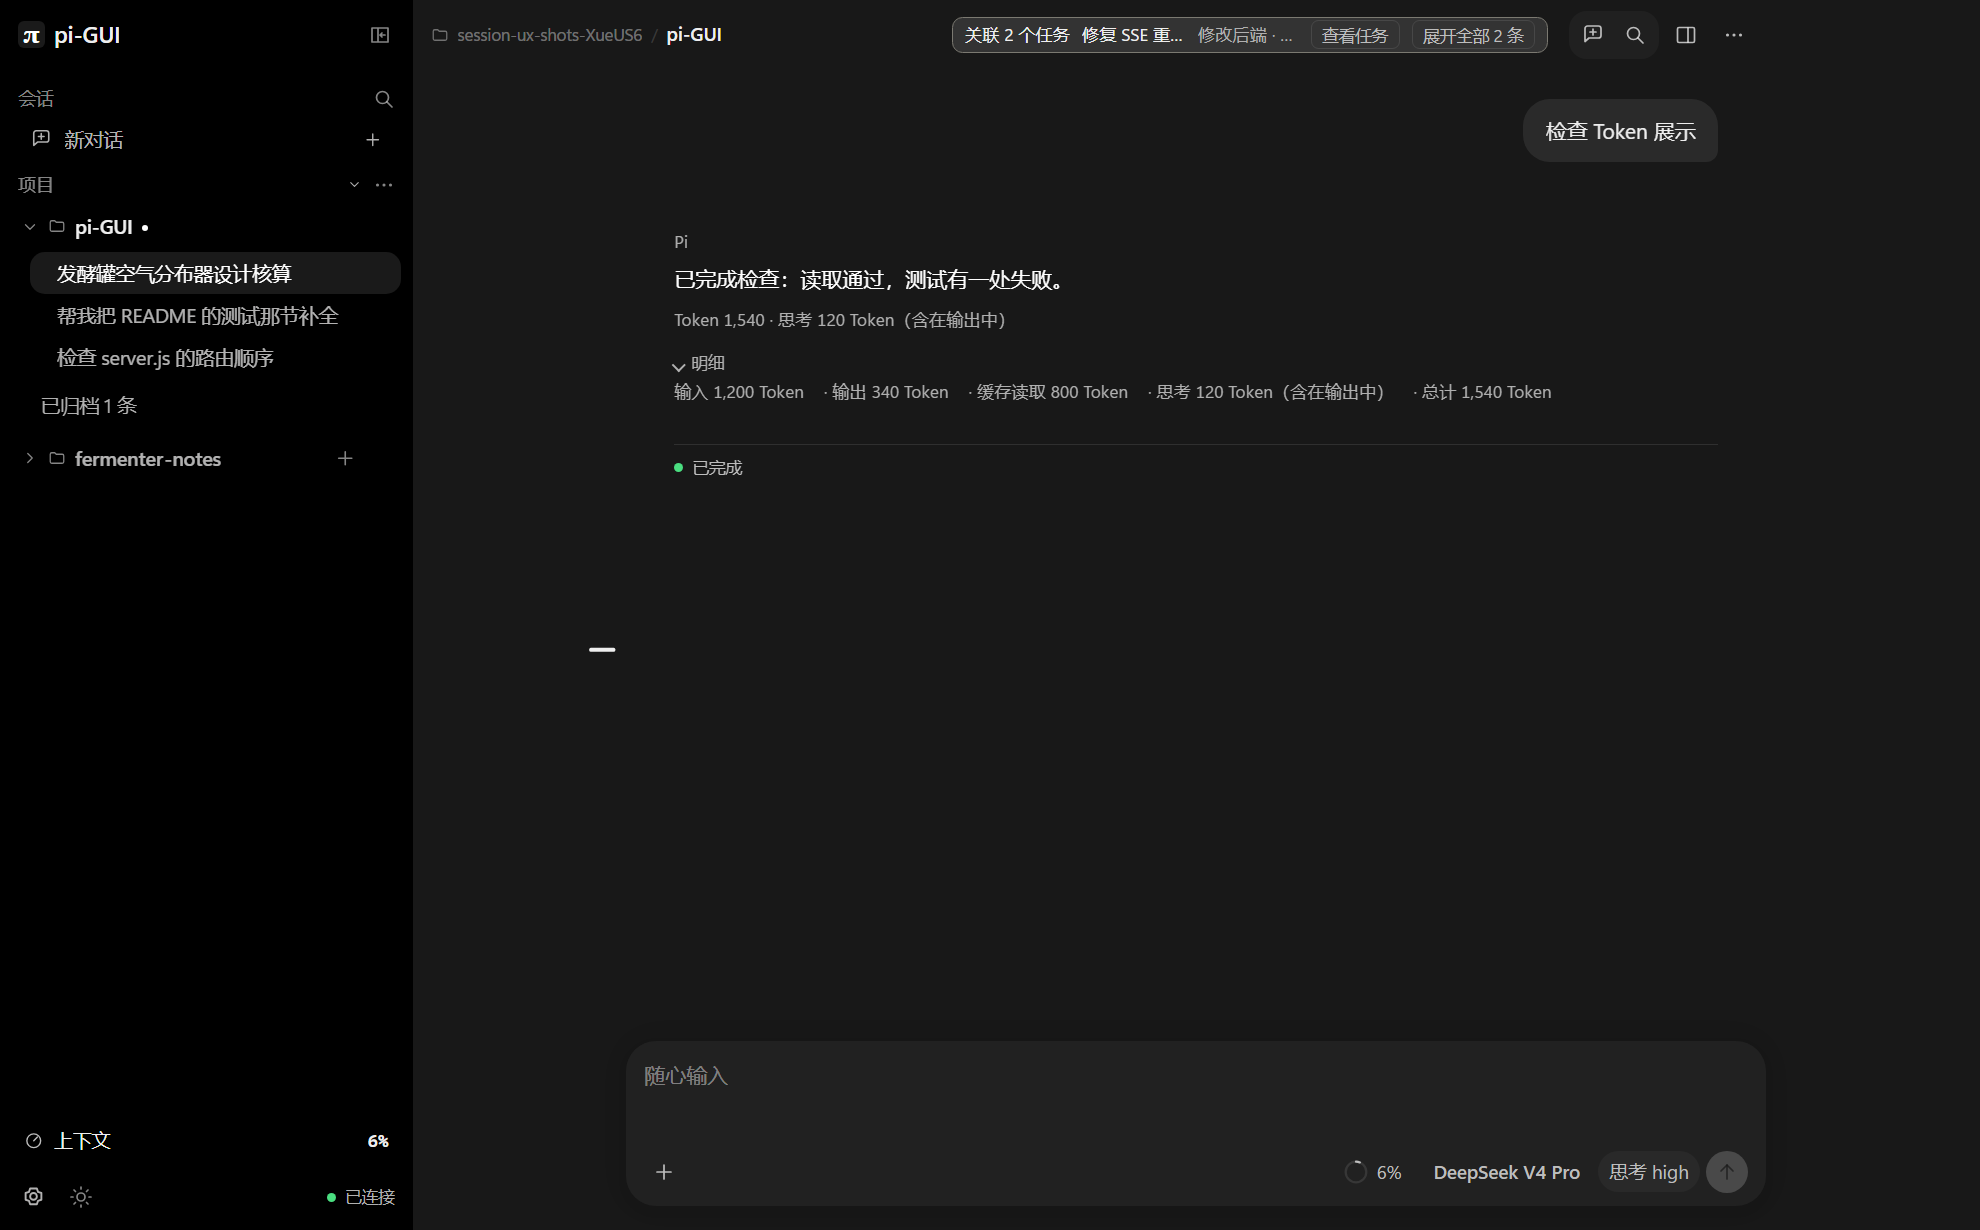 π pi-GUI
会话
新对话
项目
pi-GUI
发酵罐空气分布器设计核算
帮我把 README 的测试那节补全
检查 server.js 的路由顺序
已归档 1 条
fermenter-notes
上下文 6%
已连接
session-ux-shots-XueUS6 / pi-GUI
关联 2 个任务 修复 SSE 重... 修改后端 · ... 查看任务 展开全部 2 条
检查 Token 展示
Pi
已完成检查：读取通过，测试有一处失败。
Token 1,540 · 思考 120 Token（含在输出中）
明细
输入 1,200 Token · 输出 340 Token · 缓存读取 800 Token · 思考 120 Token（含在输出中） · 总计 1,540 Token
已完成
随心输入
6% DeepSeek V4 Pro 思考 high